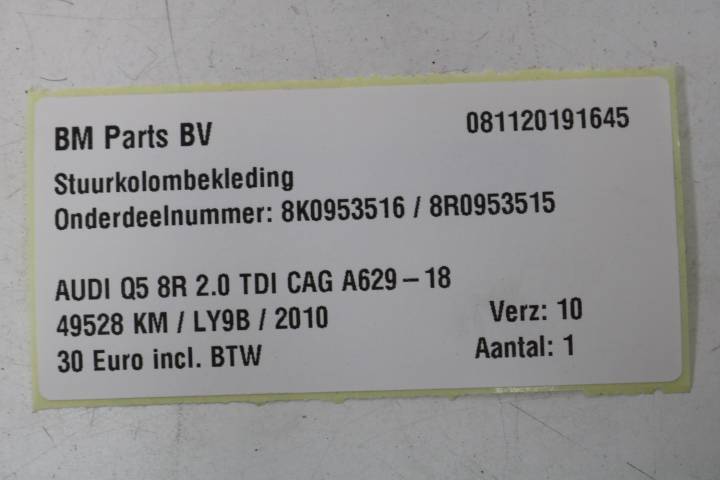 BM Parts BV 081120191645
Stuurkolombekleding
Onderdeelnummer: 8K0953516 / 8R0953515
AUDI Q5 8R 2.0 TDI CAG A629 – 18
49528 KM / LY9B / 2010 Verz: 10
30 Euro incl. BTW Aantal: 1